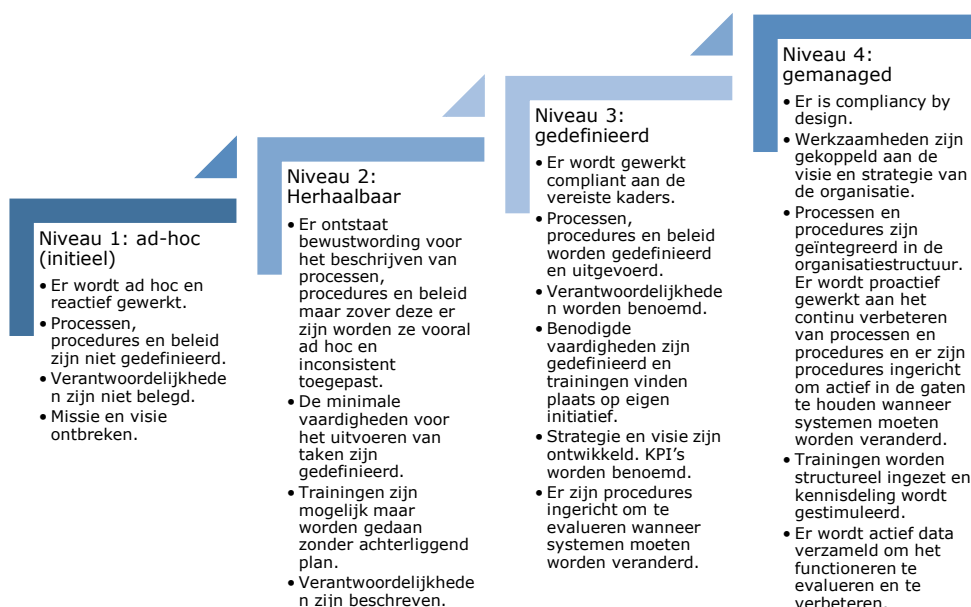 Niveau 1: ad-hoc
(initieel)
• Er wordt ad hoc en
reactief gewerkt.
• Processen,
procedures en beleid
zijn niet gedefinieerd.
• Verantwoordelijkhede
n zijn niet belegd.
• Missie en visie
ontbreken.
Niveau 2:
Herhaalbaar
• Er ontstaat
bewustwording voor
het beschrijven van
processen,
procedures en beleid
maar zover deze er
zijn worden ze vooral
ad hoc en
inconsistent
toegepast.
• De minimale
vaardigheden voor
het uitvoeren van
taken zijn
gedefinieerd.
• Trainingen zijn
mogelijk maar
worden gedaan
zonder achterliggend
plan.
• Verantwoordelijkhede
n zijn beschreven.
Niveau 3:
gedefinieerd
• Er wordt gewerkt
compliant aan de
vereiste kaders.
• Processen,
procedures en beleid
worden gedefinieerd
en uitgevoerd.
• Verantwoordelijkhede
n worden benoemd.
• Benodigde
vaardigheden zijn
gedefinieerd en
trainingen vinden
plaats op eigen
initiatief.
• Strategie en visie zijn
ontwikkeld. KPI's
worden benoemd.
• Er zijn procedures
ingericht om te
evalueren wanneer
systemen moeten
worden veranderd.
Niveau 4:
gemanaged
• Er is compliancy by
design.
• Werkzaamheden zijn
gekoppeld aan de
visie en strategie van
de organisatie.
• Processen en
procedures zijn
geïntegreerd in de
organisatiestructuur.
Er wordt proactief
gewerkt aan het
continu verbeteren
van processen en
procedures en er zijn
procedures ingericht
om actief in de gaten
te houden wanneer
systemen moeten
worden veranderd.
• Trainingen worden
structureel ingezet en
kennisdeling wordt
gestimuleerd.
• Er wordt actief data
verzameld om het
functioneren te
evalueren en te
verbeteren.